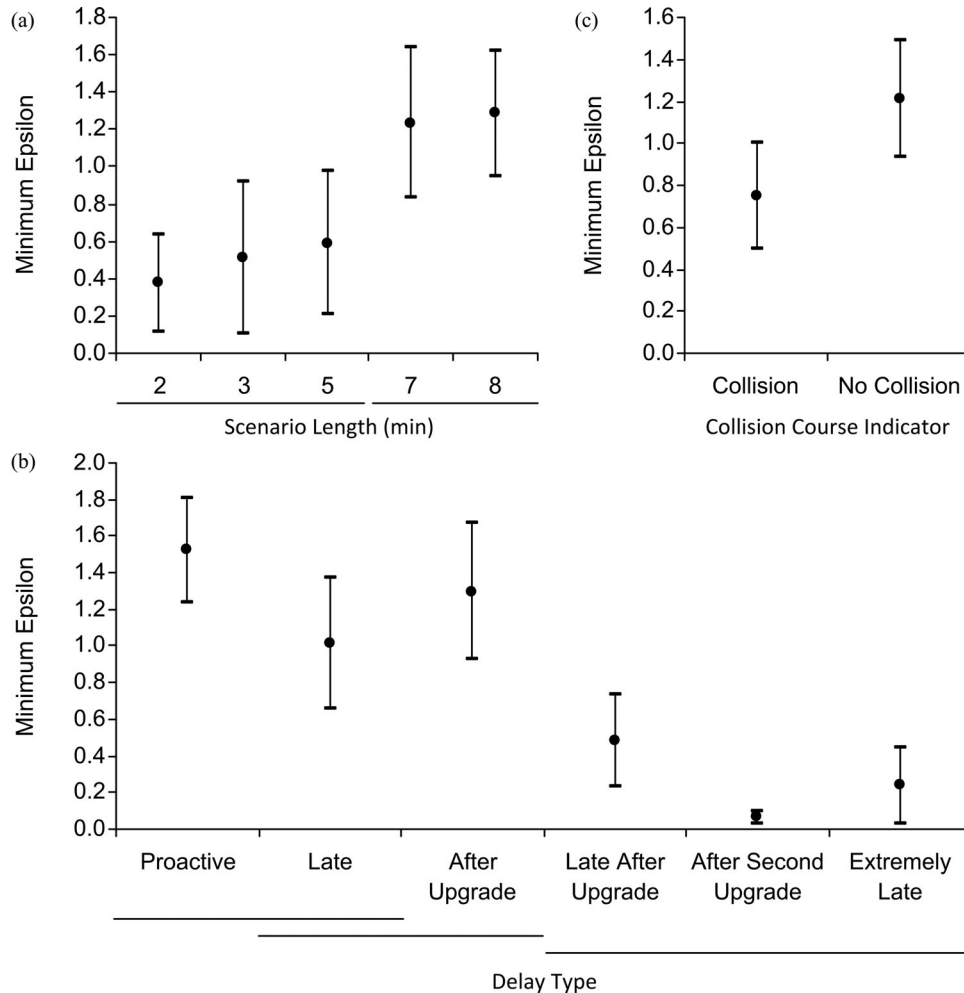 (a)
Minimum Epsilon
1.8
1.6
1.4
1.2
1.0
0.8
0.6
0.4
0.2
0.0
2 3 5 7 8
Scenario Length (min)
(c)
Minimum Epsilon
1.6
1.4
1.2
1.0
0.8
0.6
0.4
0.2
0.0
Collision No Collision
Collision Course Indicator
(b)
Minimum Epsilon
2.0
1.8
1.6
1.4
1.2
1.0
0.8
0.6
0.4
0.2
0.0
Proactive Late After Late After After Second Extremely
Upgrade Upgrade Upgrade Late
Delay Type